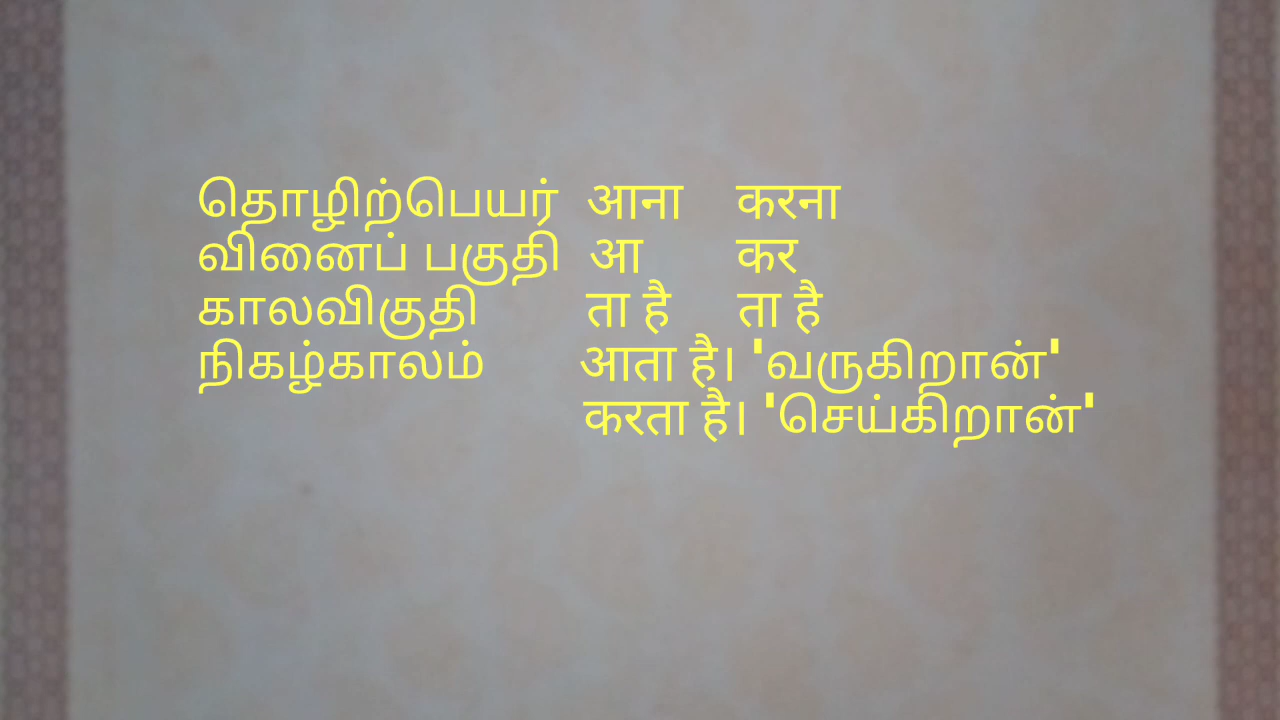 தொழிற்பெயர் आना करना
வினைப் பகுதி आ कर
காலவிகுதி ता है ता है
நிகழ்காலம் आता है। 'வருகிறான்'
करता है। 'செய்கிறான்'